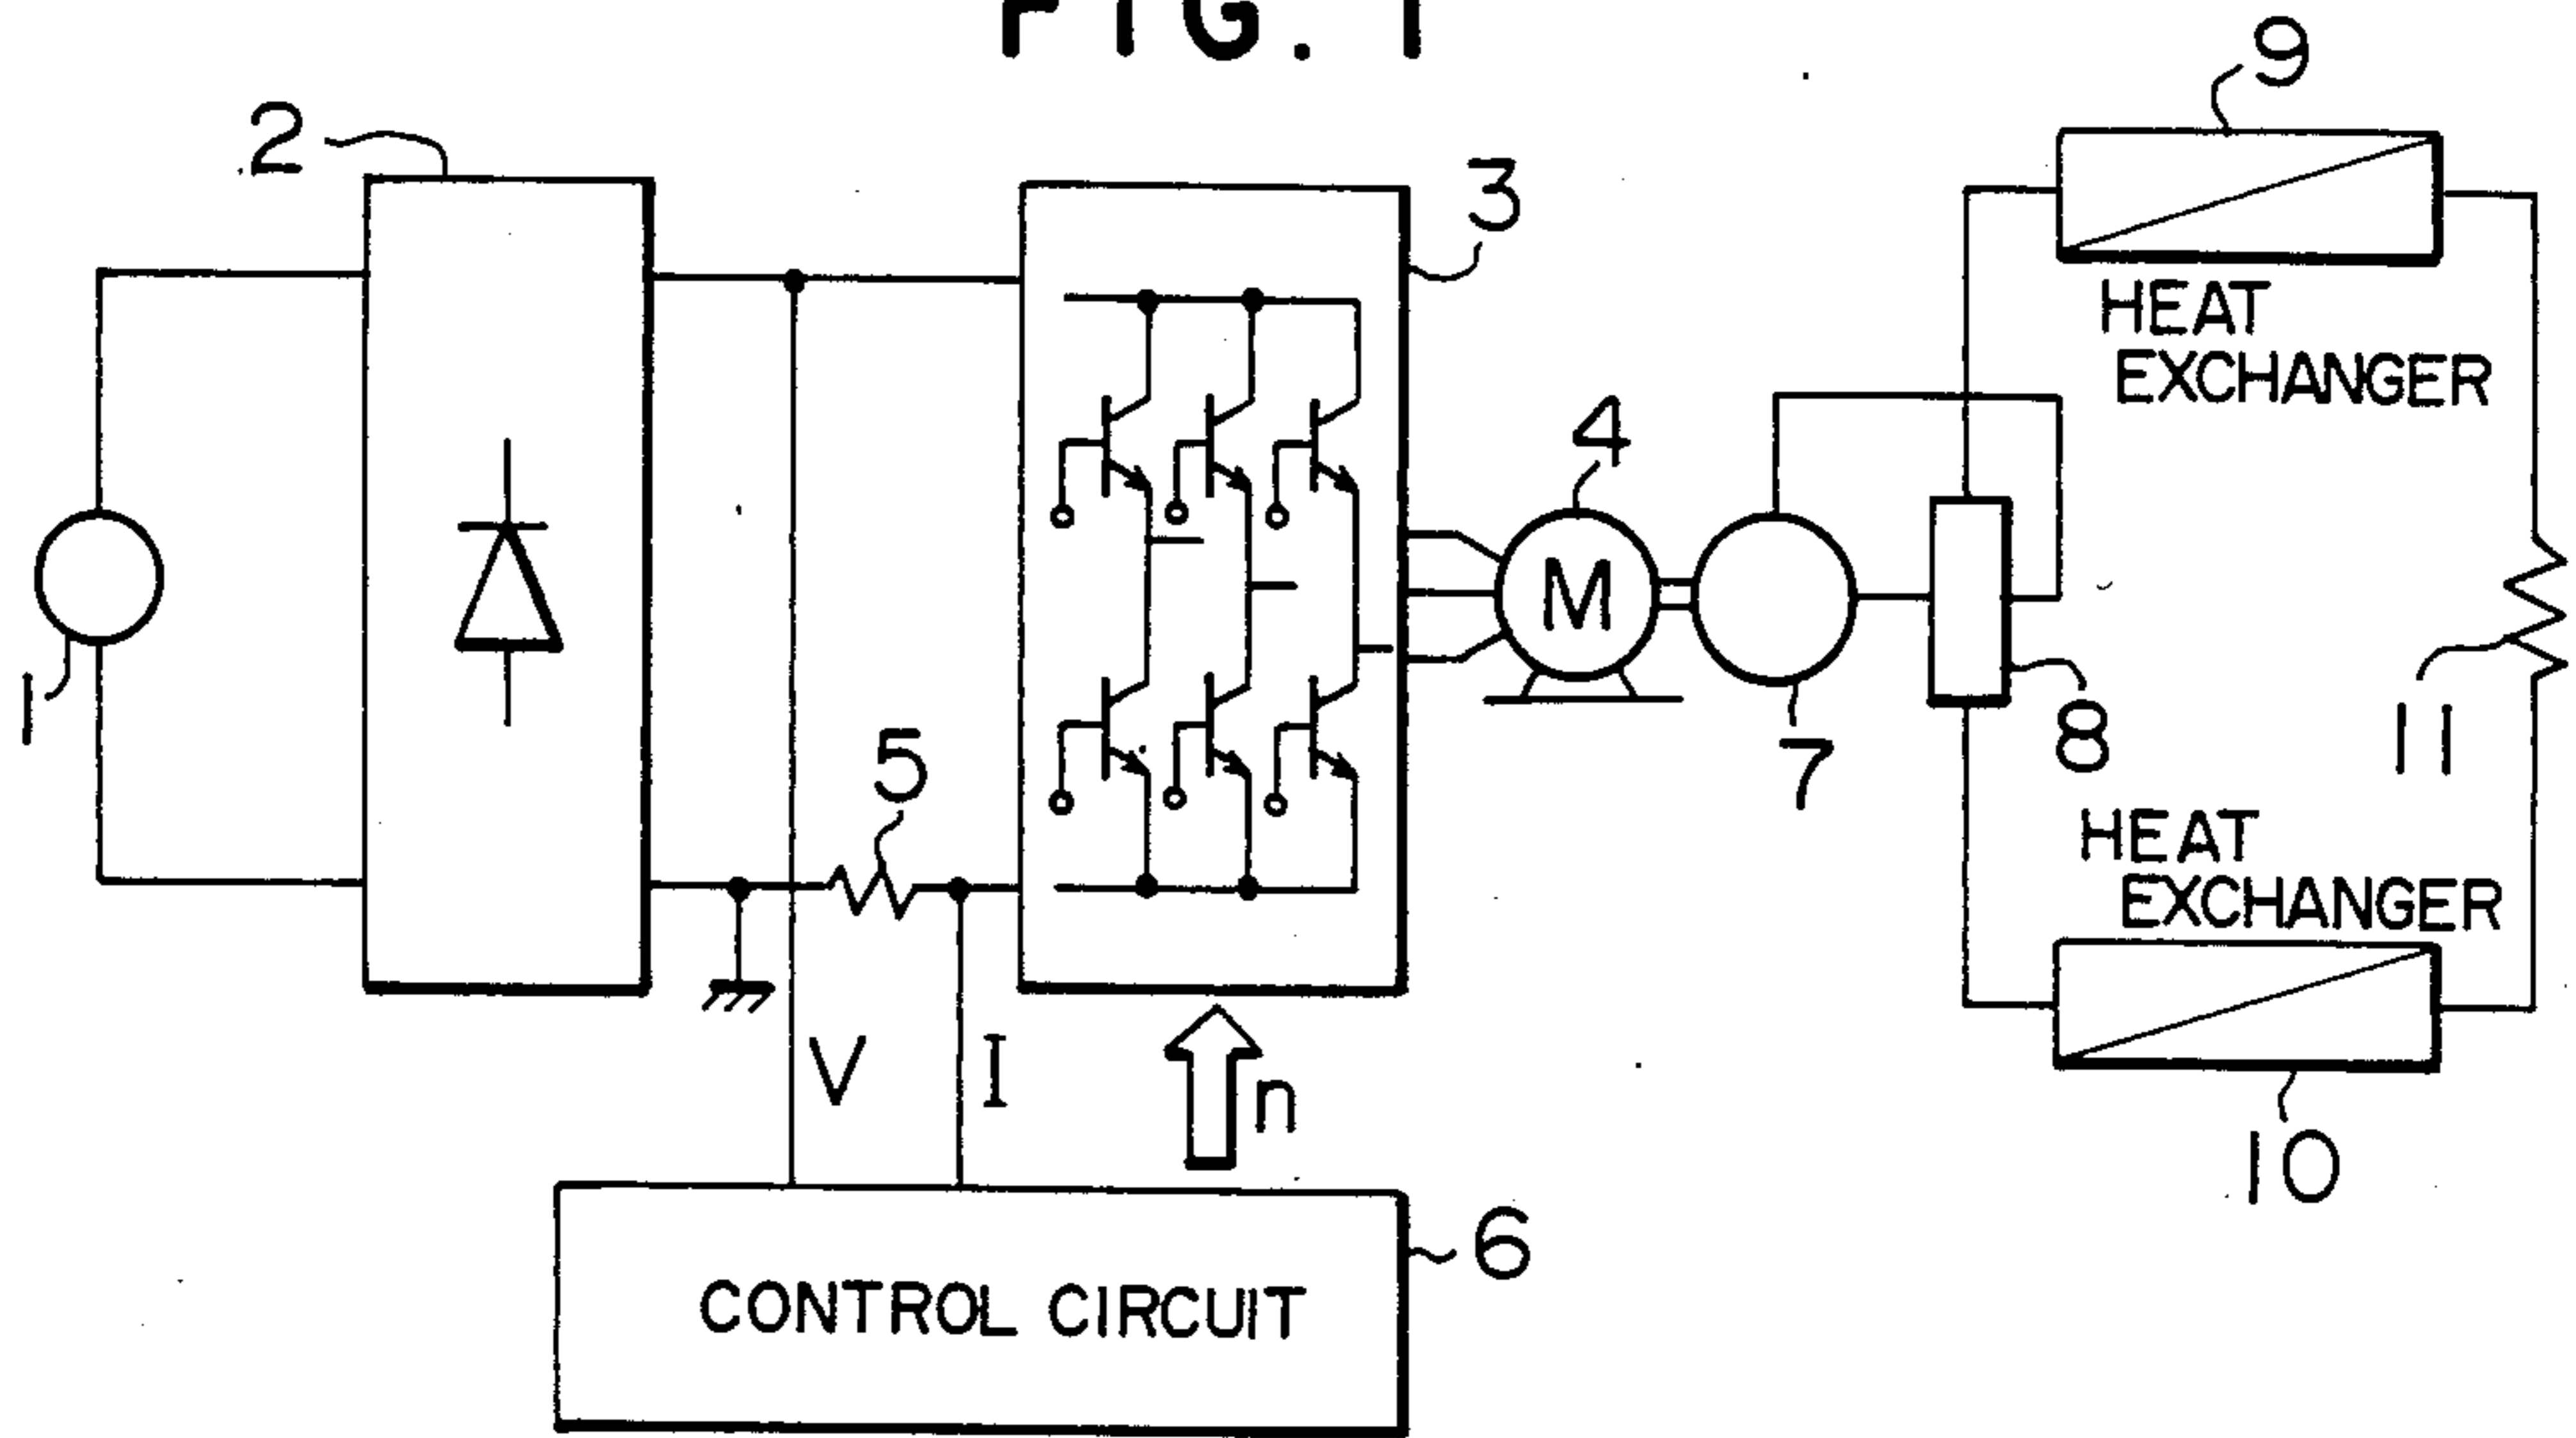 FIG. 1
2
9
3
HEAT
EXCHANGER
4
M
1
5
7
8
11
HEAT
EXCHANGER
V
I
n
10
6
CONTROL CIRCUIT